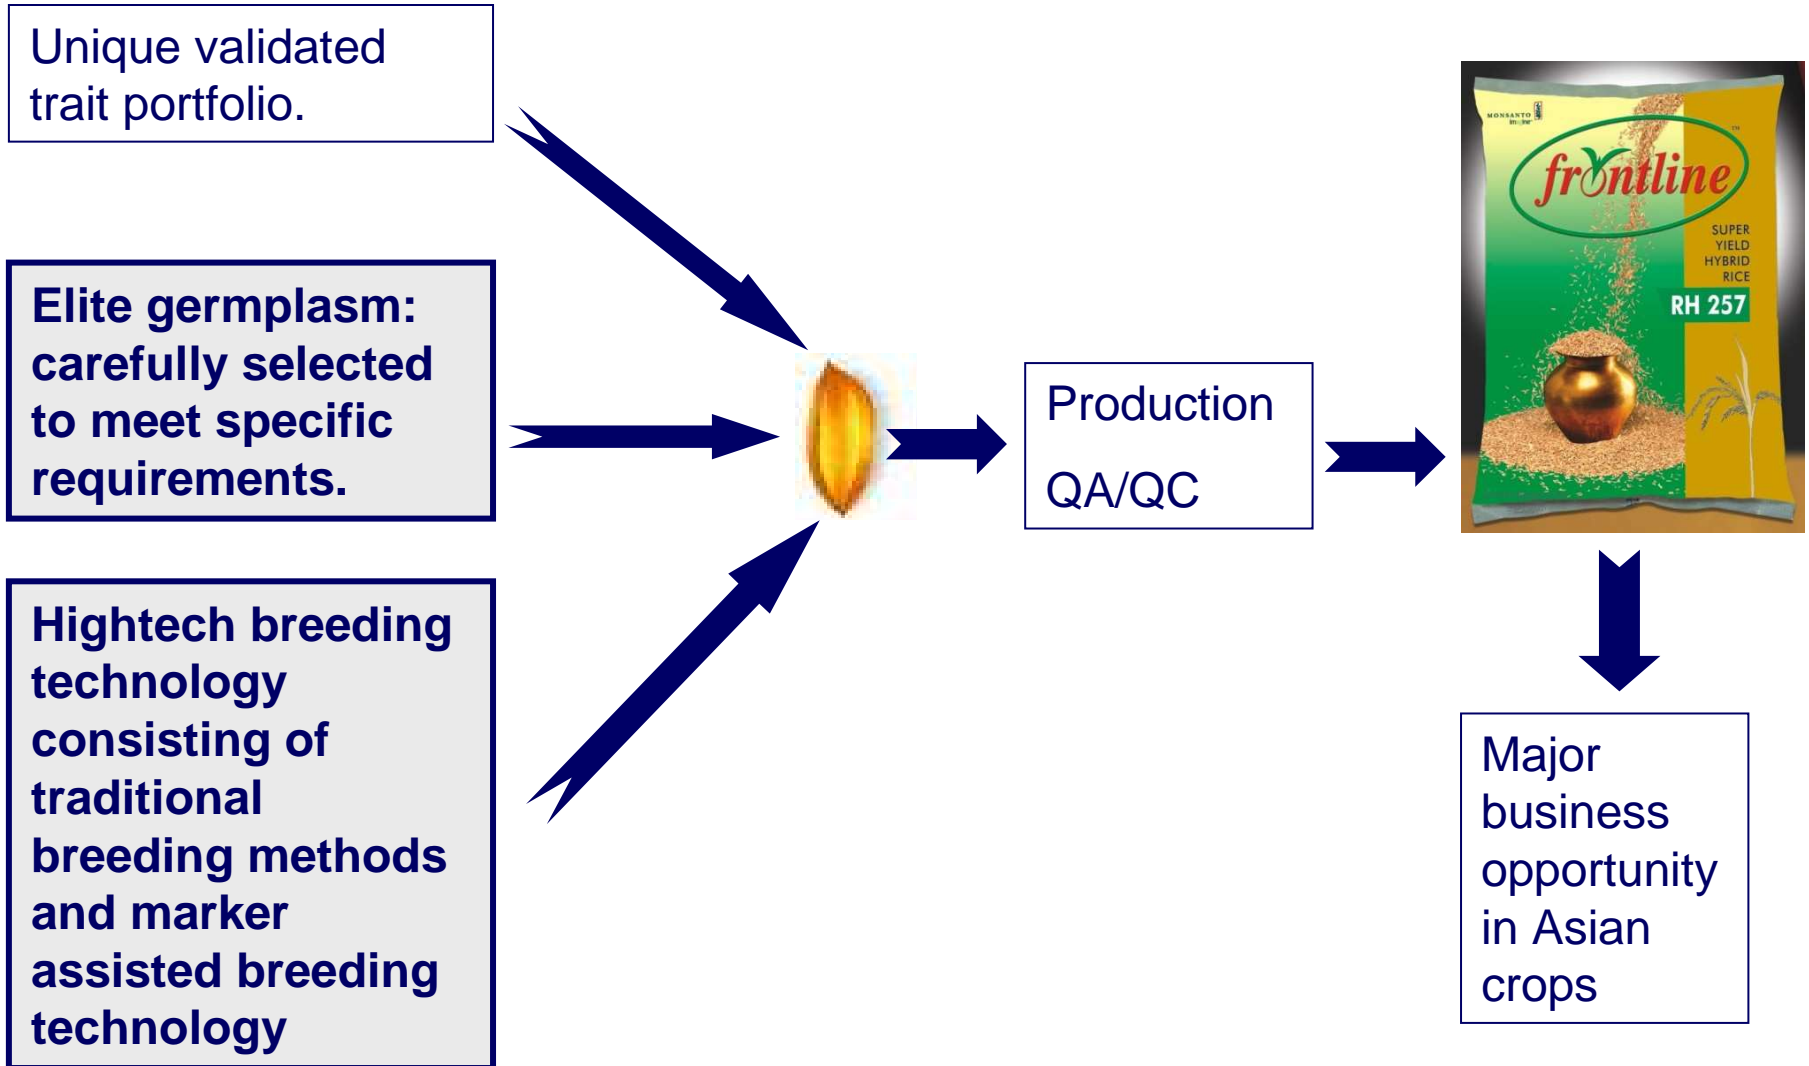 Unique validated
trait portfolio.
Elite germplasm:
carefully selected
to meet specific
requirements.
Hightech breeding
technology
consisting of
traditional
breeding methods
and marker
assisted breeding
technology
Production
QA/QC
MONSANTO
frontline
TM
SUPER
YIELD
HYBRID
RICE
RH 257
Major
business
opportunity
in Asian
crops